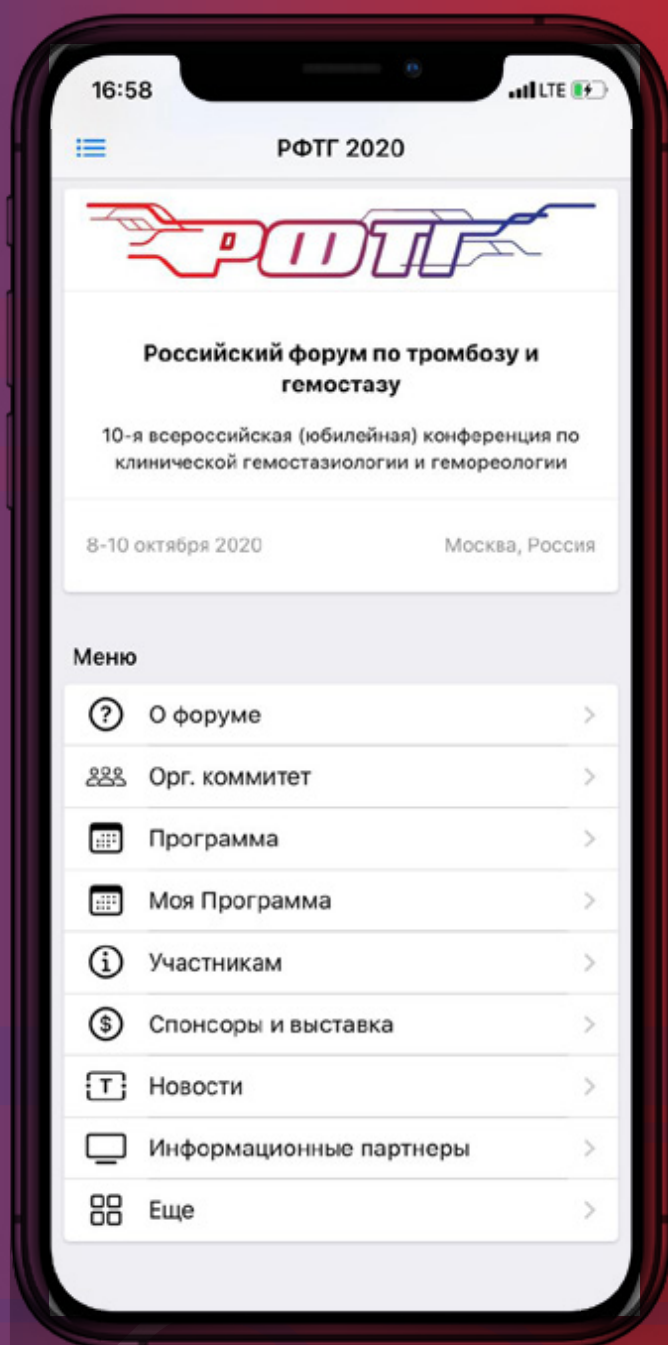 16:58
LTE
РФТГ 2020
РФТГ
Российский форум по тромбозу и
гемостазу
10-я всероссийская (юбилейная) конференция по
клинической гемостазиологии и гемореологии
8-10 октября 2020 Москва, Россия
Меню
О форуме
Орг. коммитет
Программа
Моя Программа
Участникам
Спонсоры и выставка
Новости
Информационные партнеры
Еще